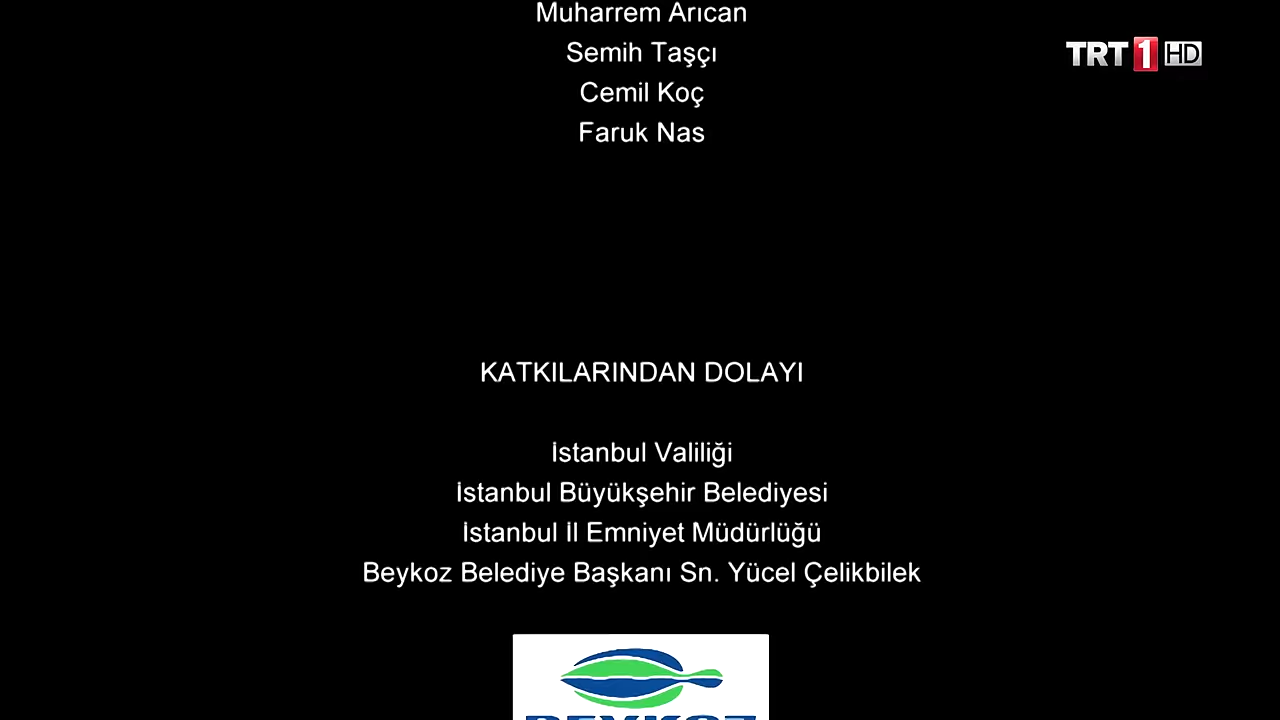 Muharrem Arıcan
TRT 1 HD
Semih Taşçı
Cemil Koç
Faruk Nas
KATKILARINDAN DOLAYI
İstanbul Valiliği
İstanbul Büyükşehir Belediyesi
İstanbul İl Emniyet Müdürlüğü
Beykoz Belediye Başkanı Sn. Yücel Çelikbilek
BEYKOZ